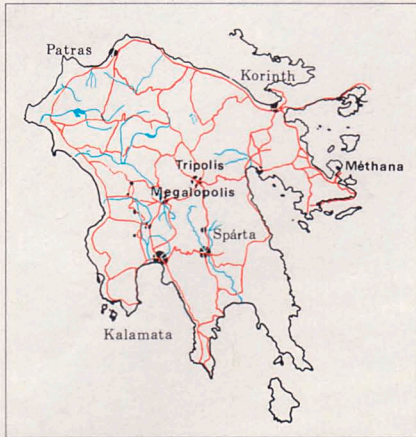 Patras
Korinth
Tripolis
Méthana
Megalopolis
Spárta
Kalamata